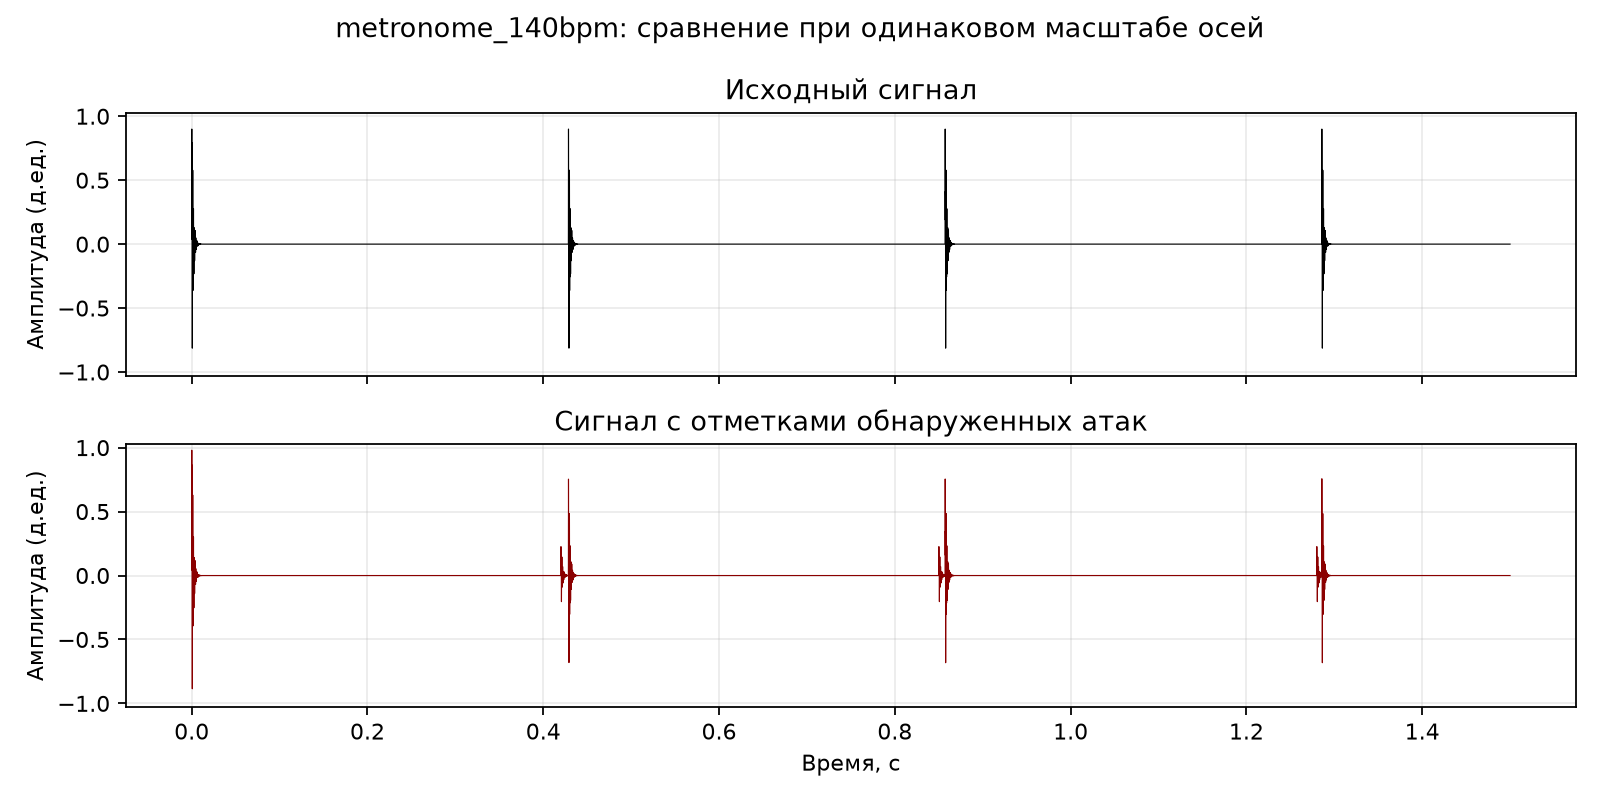 metronome_140bpm: сравнение при одинаковом масштабе осей
Исходный сигнал
Амплитуда (д.ед.)
1.0
0.5
0.0
−0.5
−1.0
Сигнал с отметками обнаруженных атак
Амплитуда (д.ед.)
1.0
0.5
0.0
−0.5
−1.0
0.0 0.2 0.4 0.6 0.8 1.0 1.2 1.4
Время, с